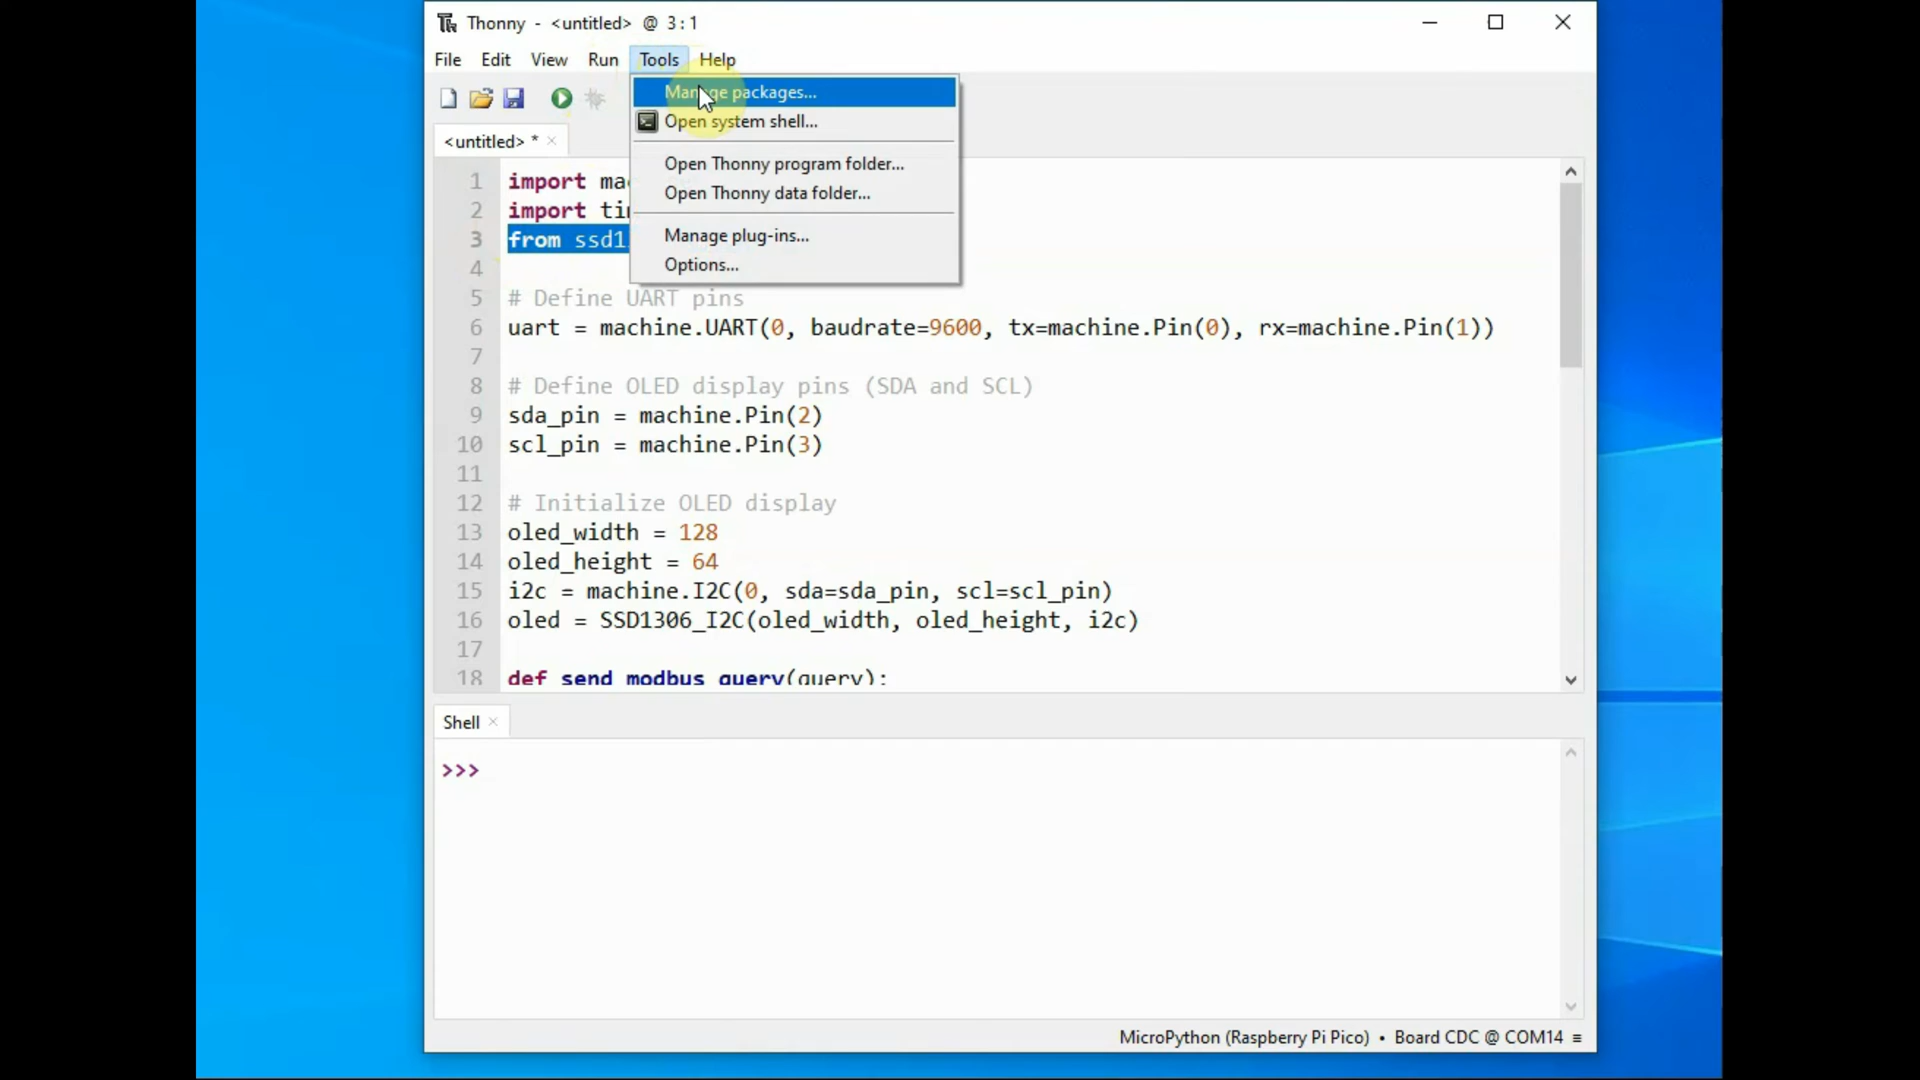 Thonny - <untitled> @ 3 : 1
File Edit View Run Tools Help
Manage packages...
Open system shell...
Open Thonny program folder...
Open Thonny data folder...
Manage plug-ins...
Options...
<untitled> *
1 import mac
2 import tim
3 from ssd1
4
5 # Define UART pins
6 uart = machine.UART(0, baudrate=9600, tx=machine.Pin(0), rx=machine.Pin(1))
7
8 # Define OLED display pins (SDA and SCL)
9 sda_pin = machine.Pin(2)
10 scl_pin = machine.Pin(3)
11
12 # Initialize OLED display
13 oled_width = 128
14 oled_height = 64
15 i2c = machine.I2C(0, sda=sda_pin, scl=scl_pin)
16 oled = SSD1306_I2C(oled_width, oled_height, i2c)
17
18 def send_modbus_query(query):
Shell
>>>
MicroPython (Raspberry Pi Pico) • Board CDC @ COM14 ≡